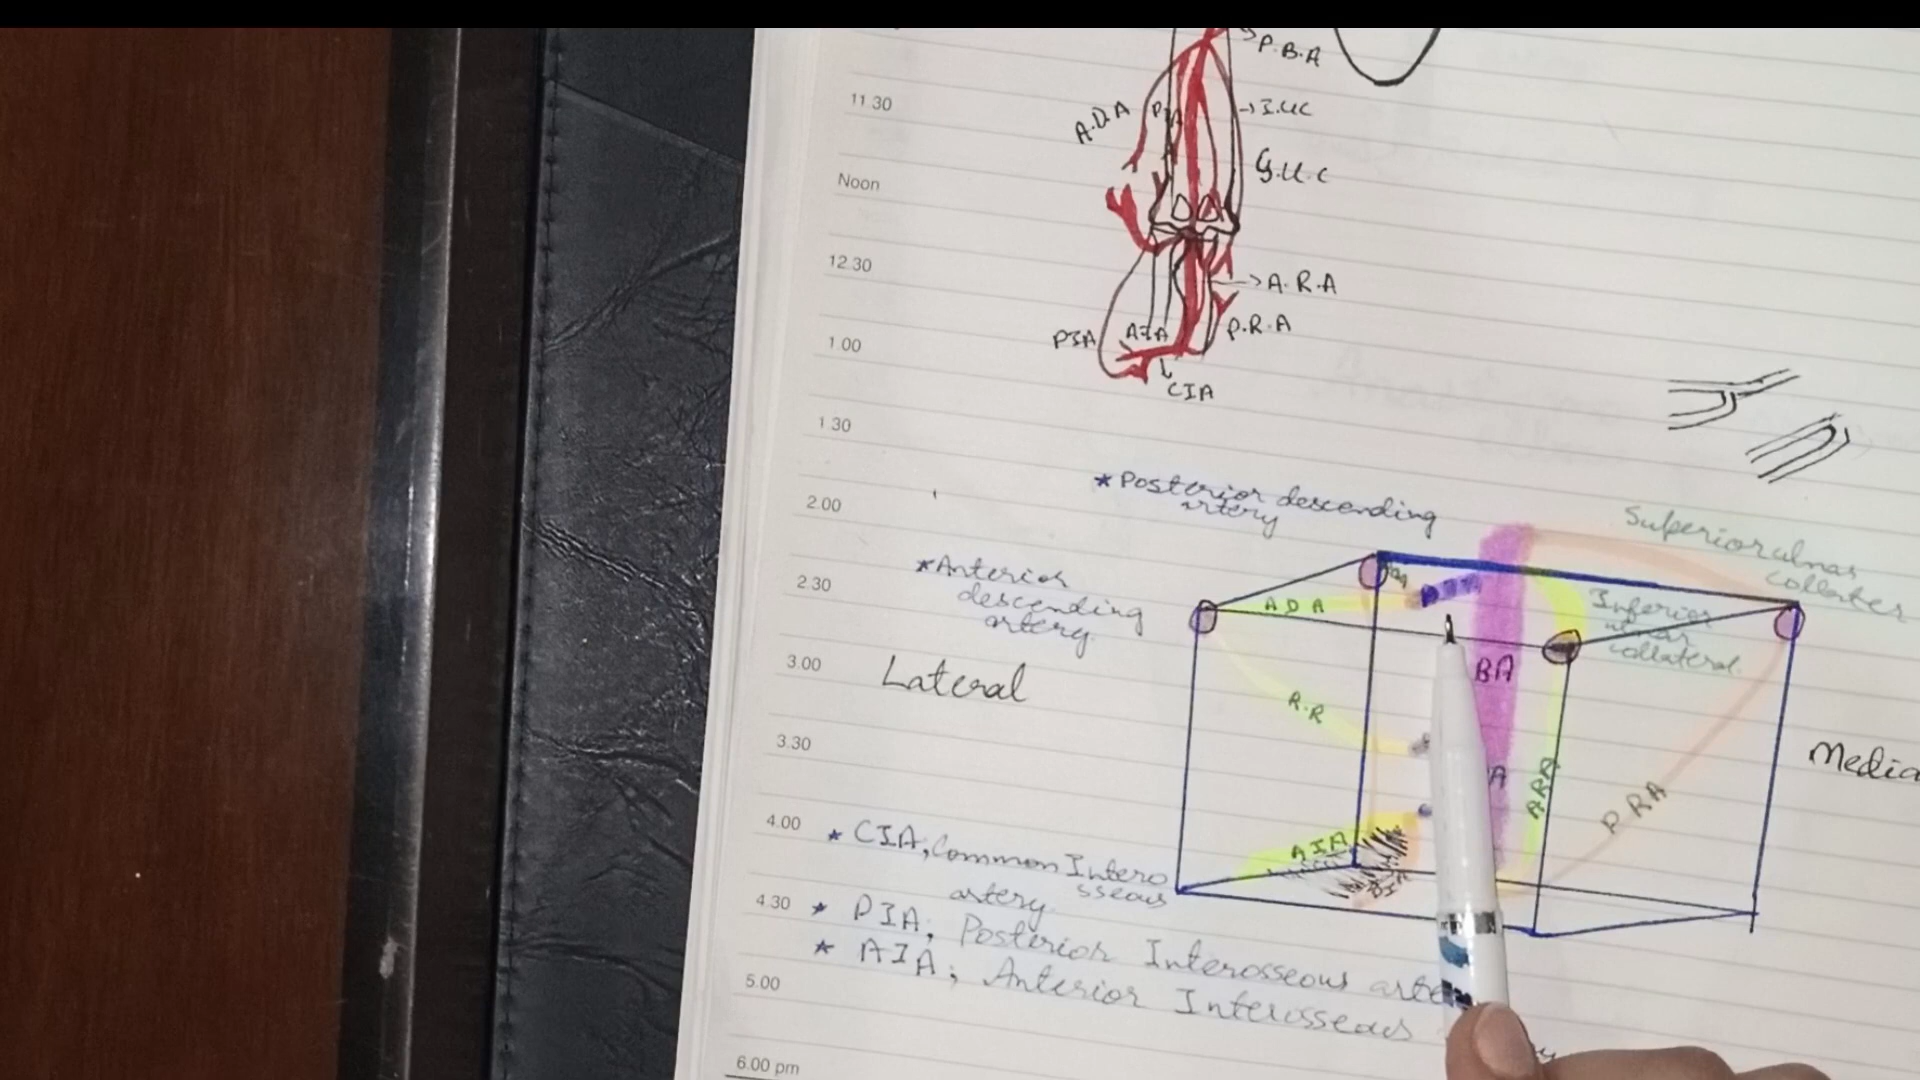 P.B.A
11.30
A.D.A
I.U.C
Noon
G.U.C
12.30
A.R.A
1.00
PIA
AIA
P.R.A
CIA
1.30
* Posterior descending
artery
2.00
Superior ulnar
collater
* Anterior
descending
artery.
2.30
A D A
Inferior
ulnar
collateral.
3.00
Lateral
BA
R.R
3.30
Media
A
ARA
P RA
4.00
* CIA; Common Intero
sseous
artery.
AIA
4.30
* PIA; Posterior Interosseous arte
* AIA; Anterior Interosseous
5.00
6.00 pm